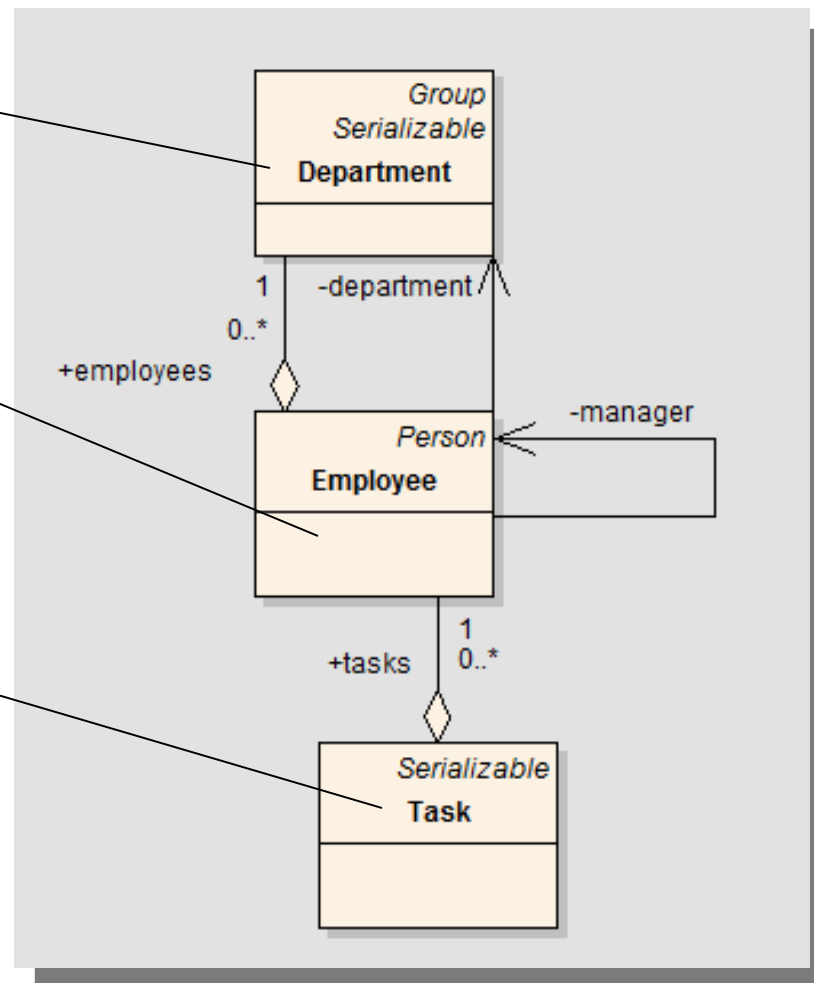 Group
Serializable
Department
1
-department
0..*
+employees
-manager
Person
Employee
1
+tasks
0..*
Serializable
Task